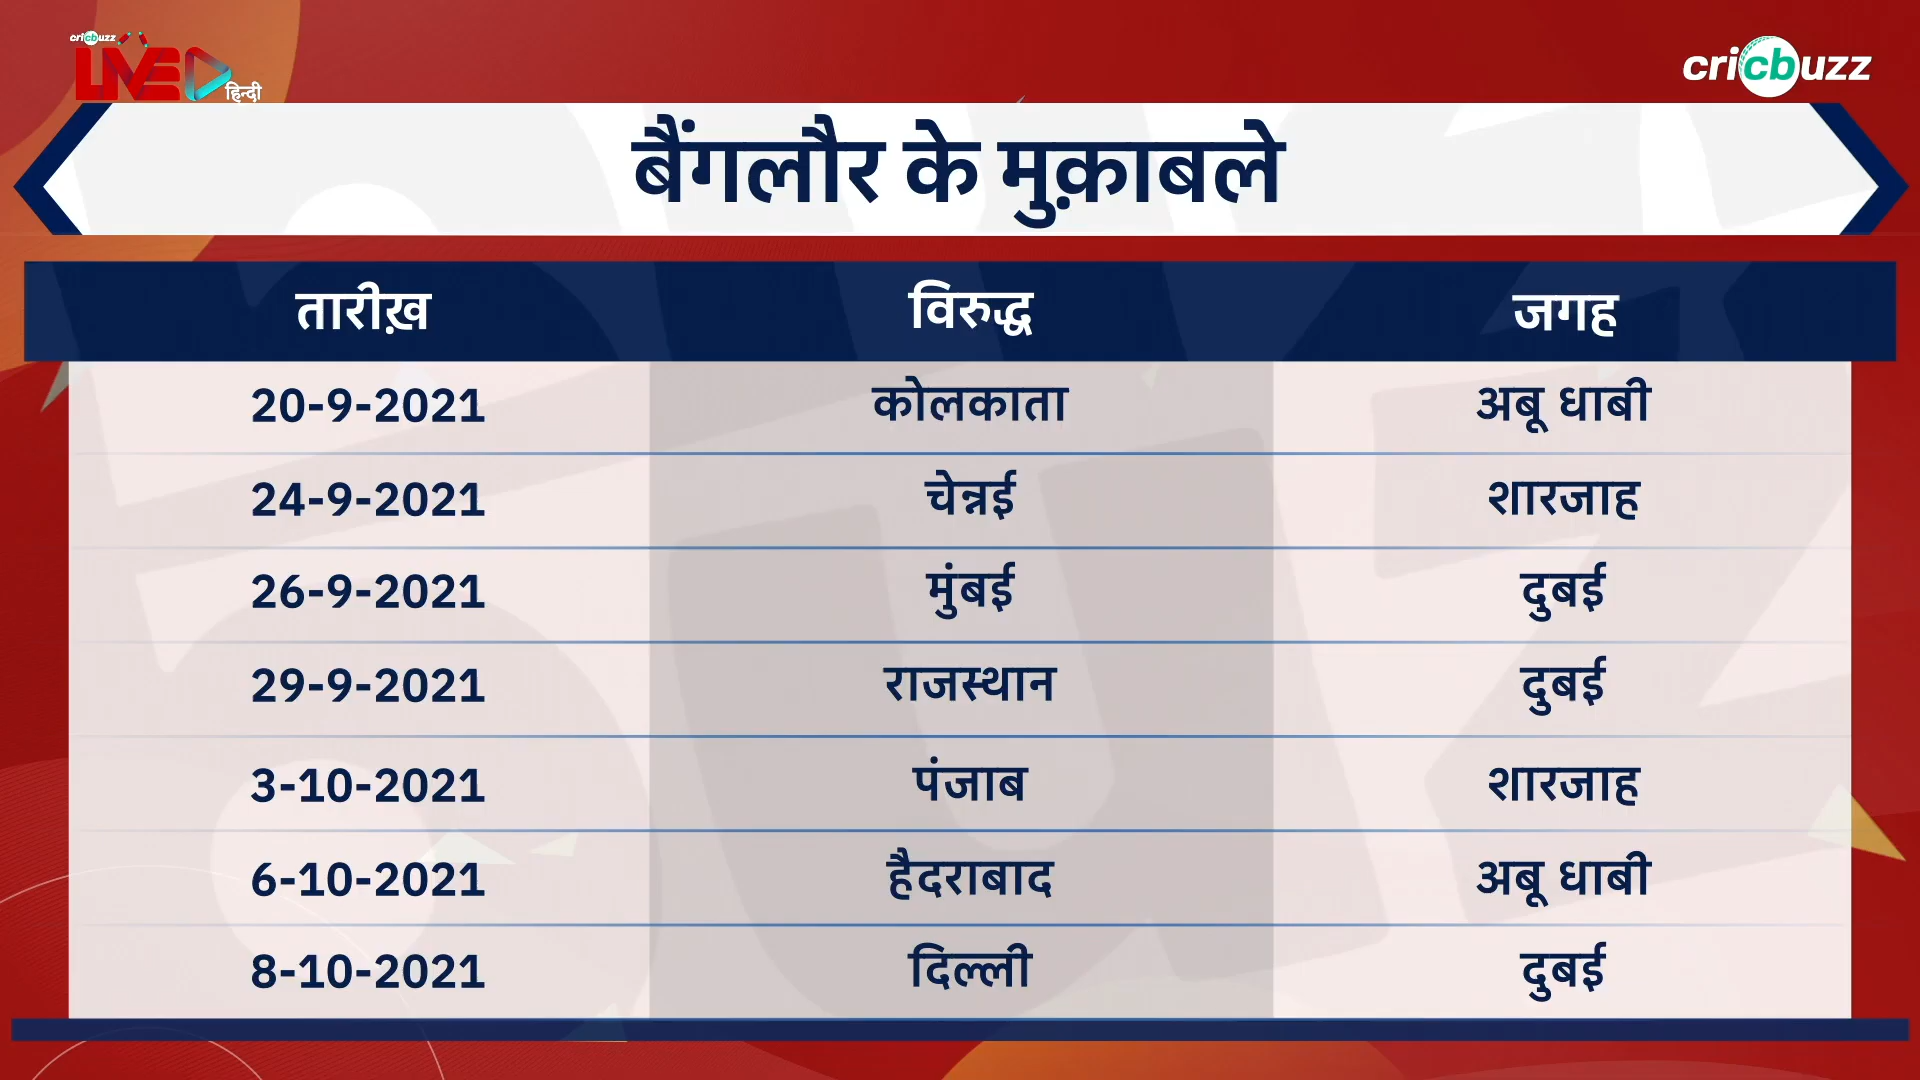 cricbuzz
LIVE हिन्दी
cricbuzz
बैंगलौर के मुक़ाबले
तारीख़ विरुद्ध जगह
20-9-2021 कोलकाता अबू धाबी
24-9-2021 चेन्नई शारजाह
26-9-2021 मुंबई दुबई
29-9-2021 राजस्थान दुबई
3-10-2021 पंजाब शारजाह
6-10-2021 हैदराबाद अबू धाबी
8-10-2021 दिल्ली दुबई